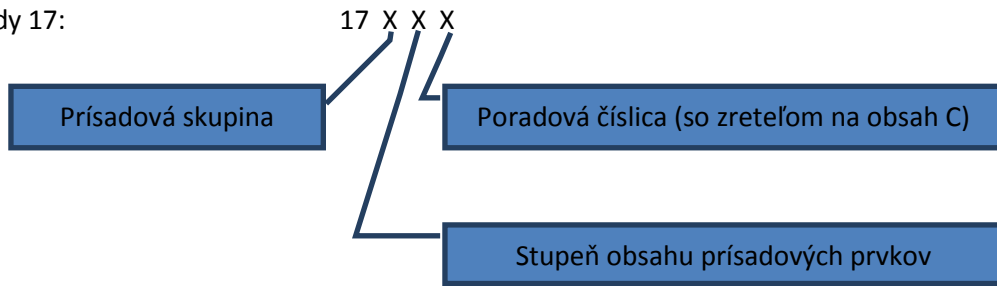 dy 17: 17 X X X
Prísadová skupina
Poradová číslica (so zreteľom na obsah C)
Stupeň obsahu prísadových prvkov